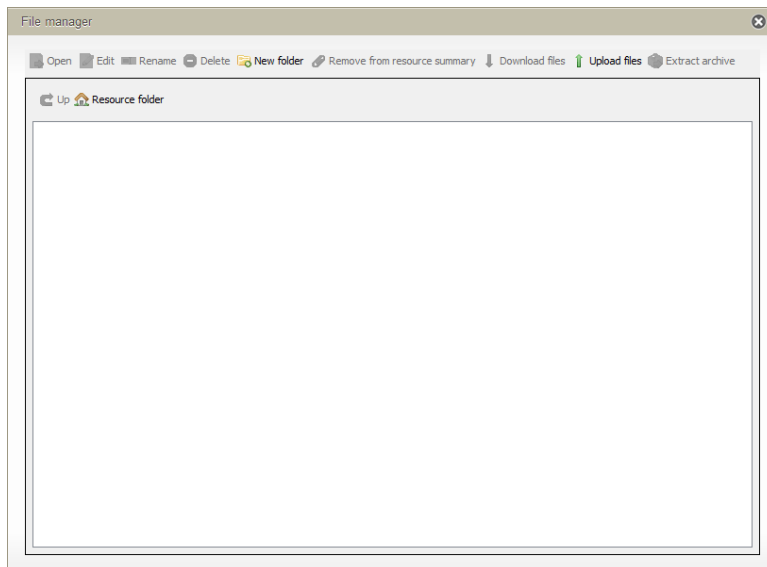 File manager
Open Edit Rename Delete New folder Remove from resource summary Download files Upload files Extract archive
Up Resource folder